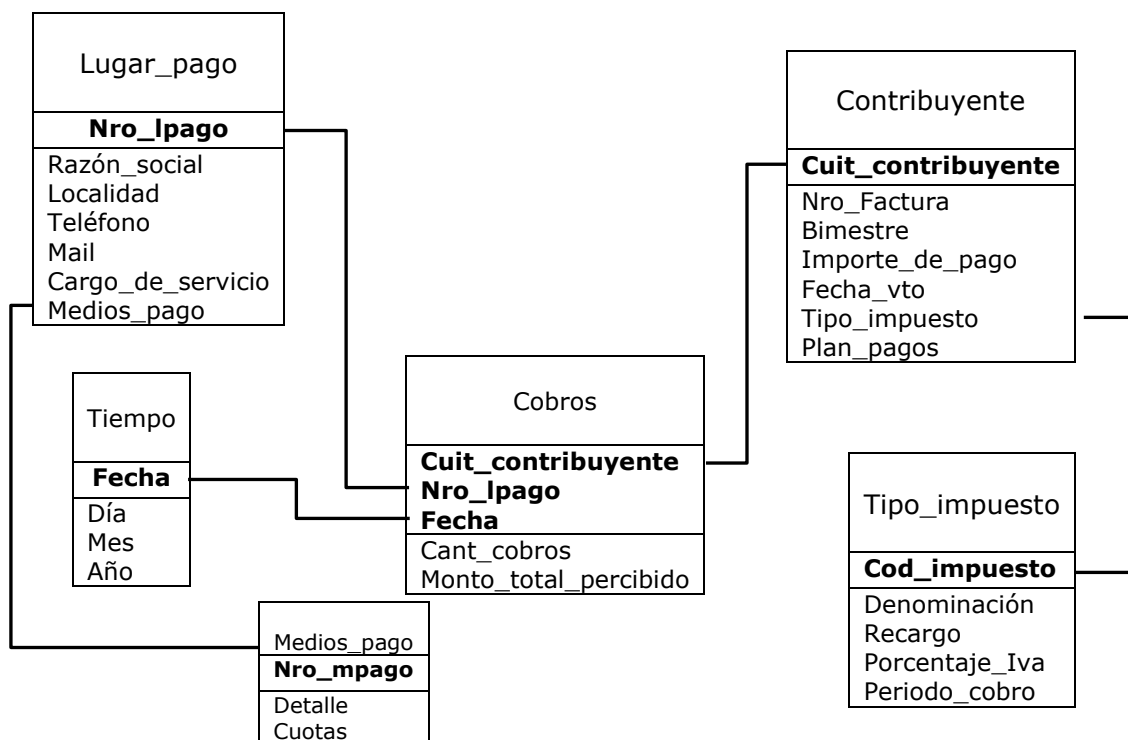 Lugar_pago
Nro_lpago
Razón_social
Localidad
Teléfono
Mail
Cargo_de_servicio
Medios_pago
Contribuyente
Cuit_contribuyente
Nro_Factura
Bimestre
Importe_de_pago
Fecha_vto
Tipo_impuesto
Plan_pagos
Tiempo
Fecha
Día
Mes
Año
Cobros
Cuit_contribuyente
Nro_lpago
Fecha
Cant_cobros
Monto_total_percibido
Tipo_impuesto
Cod_impuesto
Denominación
Recargo
Porcentaje_Iva
Periodo_cobro
Medios_pago
Nro_mpago
Detalle
Cuotas